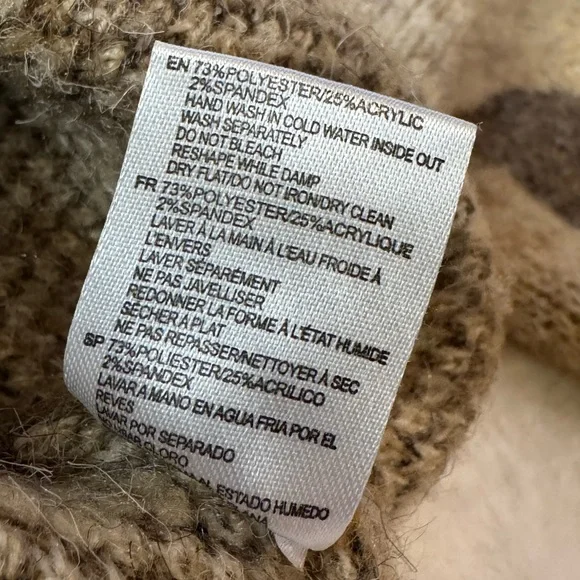 EN 73%POLYESTER/25%ACRYLIC
2%SPANDEX
HAND WASH IN COLD WATER INSIDE OUT
WASH SEPARATELY
DO NOT BLEACH
RESHAPE WHILE DAMP
DRY FLAT/DO NOT IRON/DRY CLEAN
FR 73%POLYESTER/25%ACRYLIQUE
2%SPANDEX
LAVER À LA MAIN À L'EAU FROIDE À
L'ENVERS
LAVER SÉPARÉMENT
NE PAS JAVELLISER
REDONNER LA FORME À L'ÉTAT HUMIDE
SÉCHER À PLAT
NE PAS REPASSER/NETTOYER À SEC
SP 73%POLIESTER/25%ACRILICO
2%SPANDEX
LAVAR A MANO EN AGUA FRIA POR EL
REVES
LAVAR POR SEPARADO
CLORO
ESTADO HUMEDO